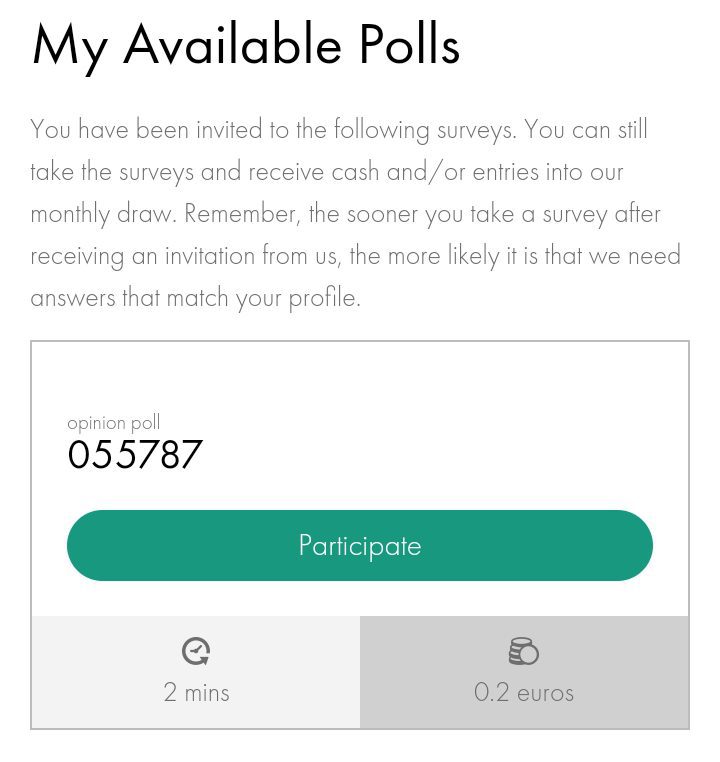 My Available Polls
You have been invited to the following surveys. You can still
take the surveys and receive cash and/or entries into our
monthly draw. Remember, the sooner you take a survey after
receiving an invitation from us, the more likely it is that we need
answers that match your profile.
opinion poll
055787
Participate
2 mins
0.2 euros